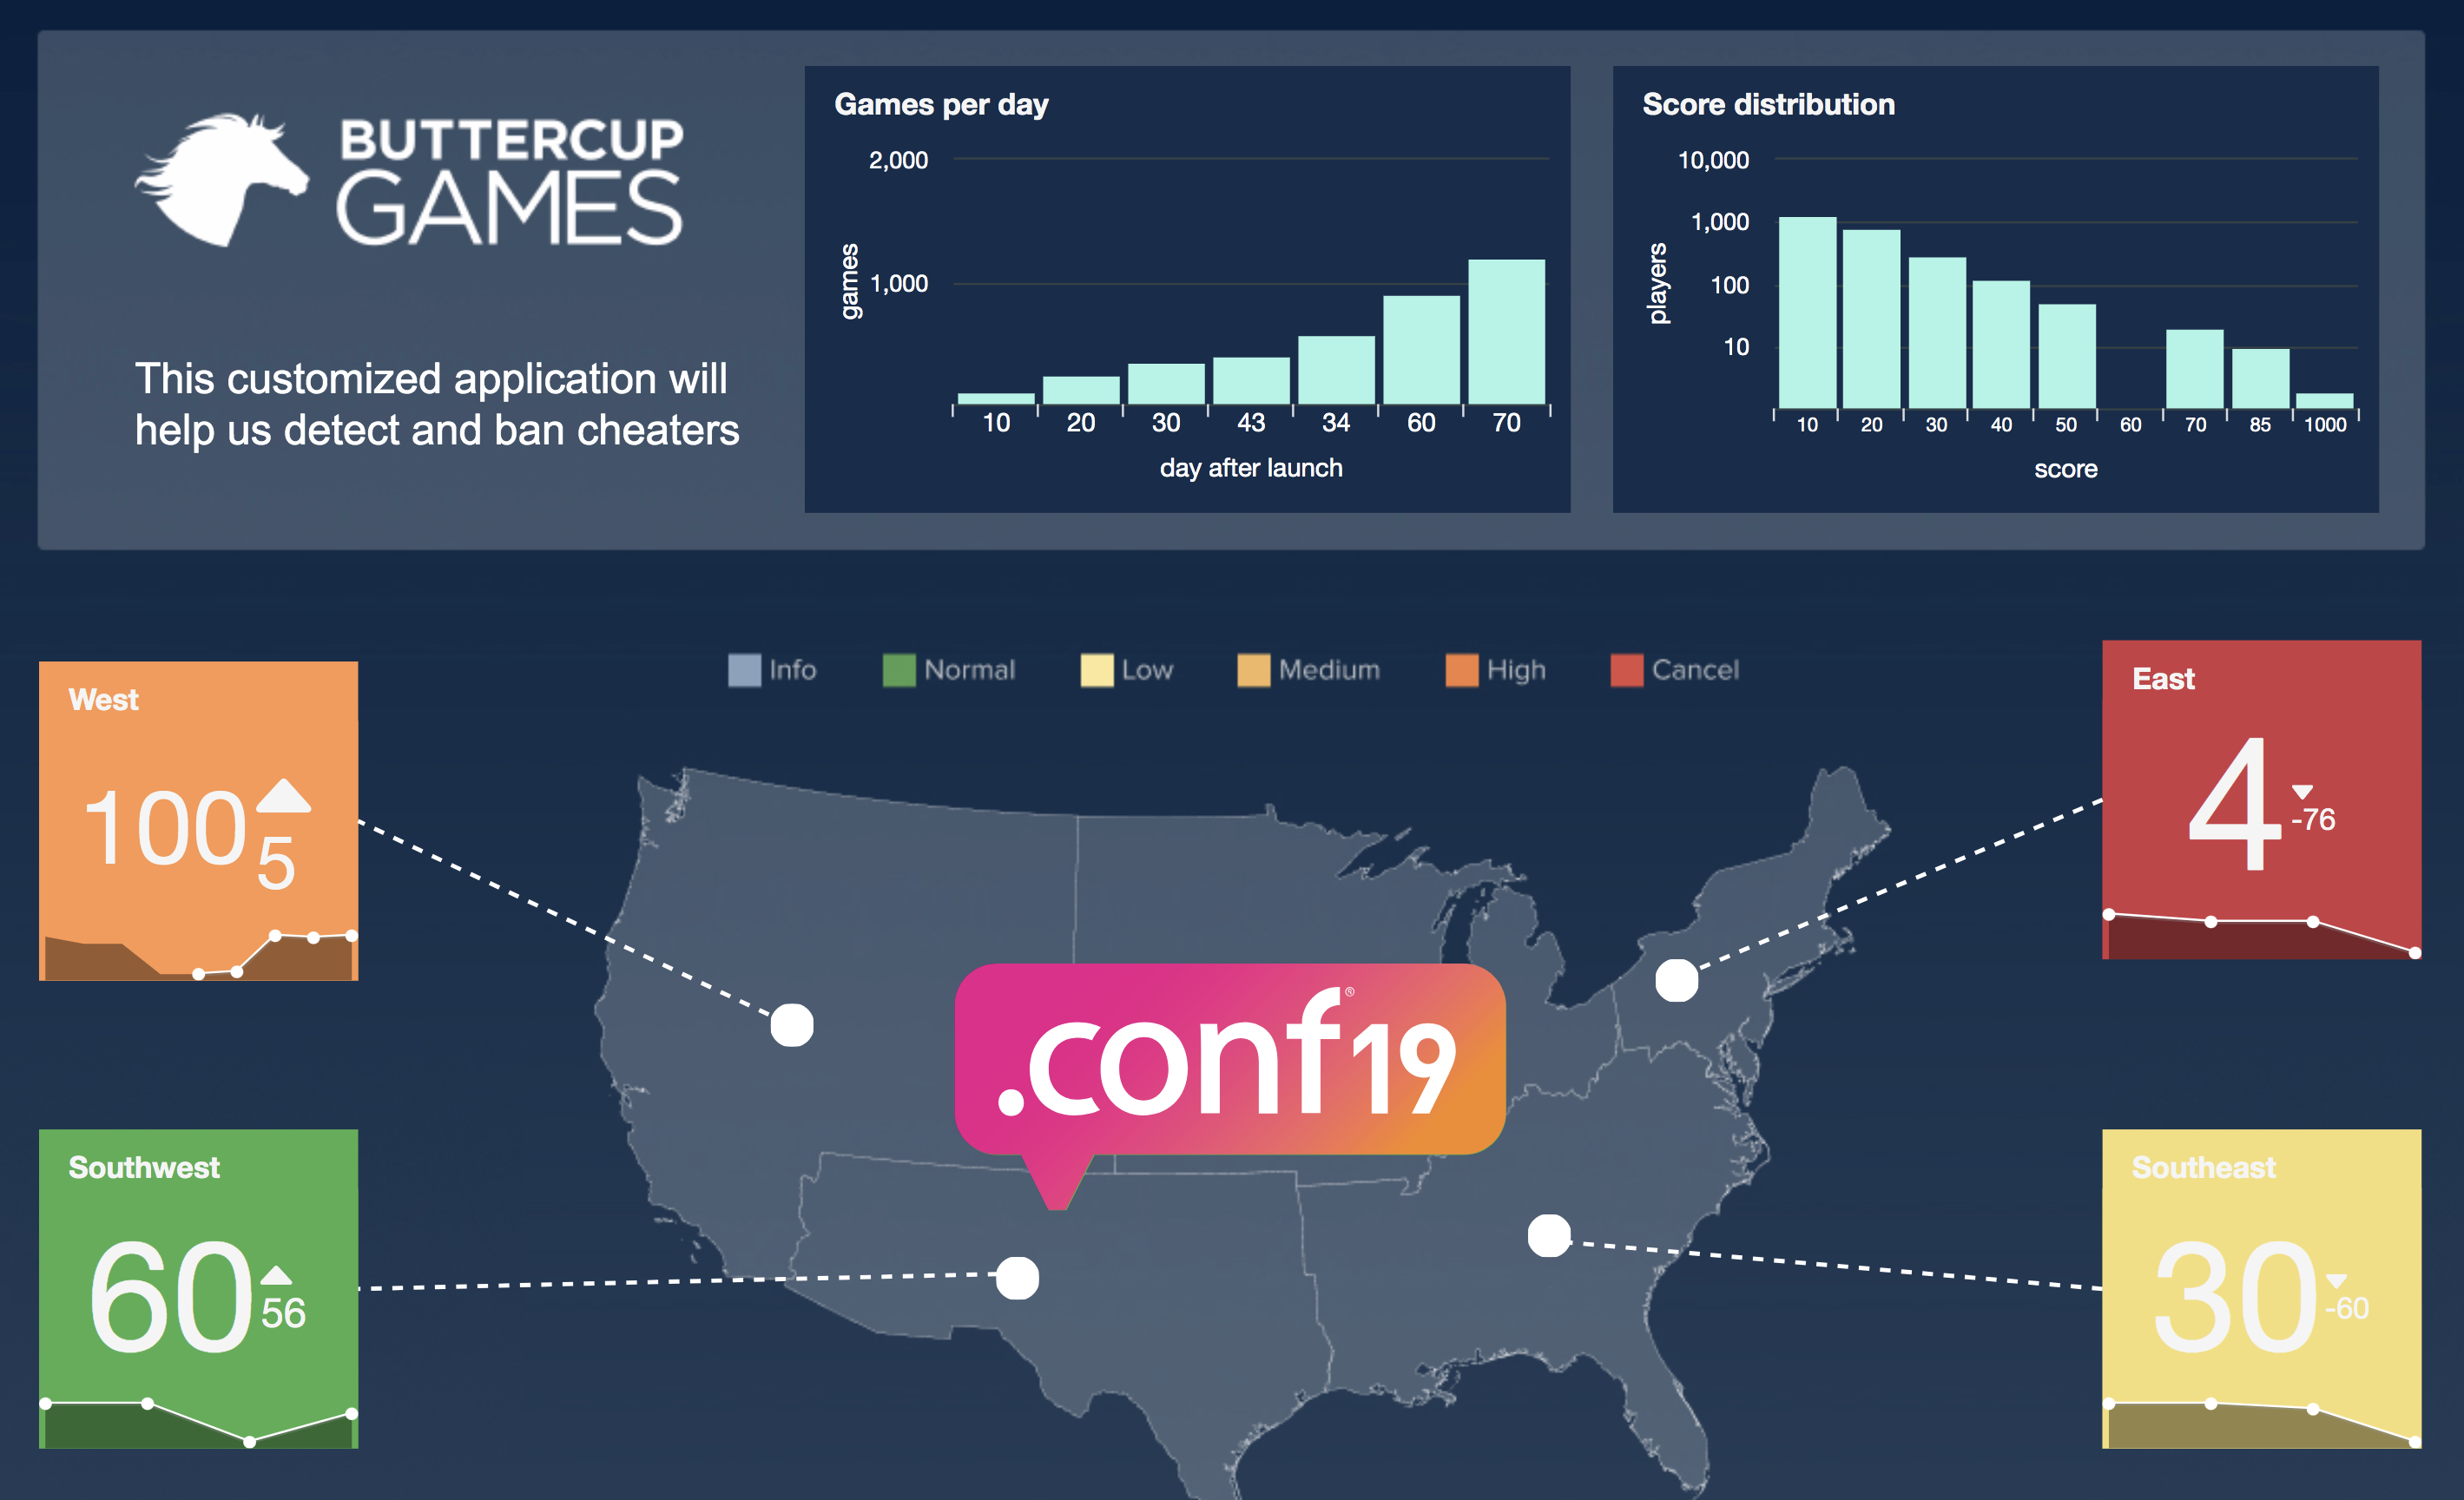 BUTTERCUP
GAMES
This customized application will
help us detect and ban cheaters
Games per day
2,000
1,000
games
10 20 30 43 34 60 70
day after launch
Score distribution
10,000
1,000
100
10
players
10 20 30 40 50 60 70 85 1000
score
Info Normal Low Medium High Cancel
West
100
5
East
4
-76
.conf19®
Southwest
60
56
Southeast
30
-60